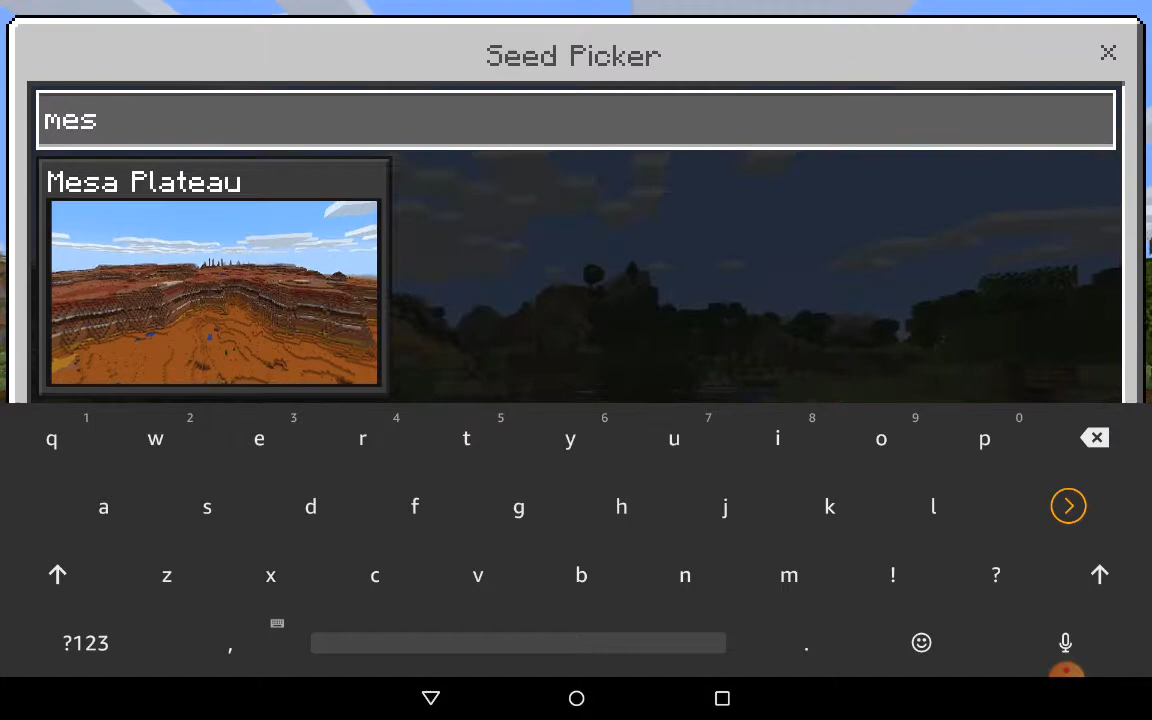 Seed Picker
mes
Mesa Plateau
1 2 3 4 5 6 7 8 9 0
q w e r t y u i o p
a s d f g h j k l
z x c v b n m ! ?
?123 , .